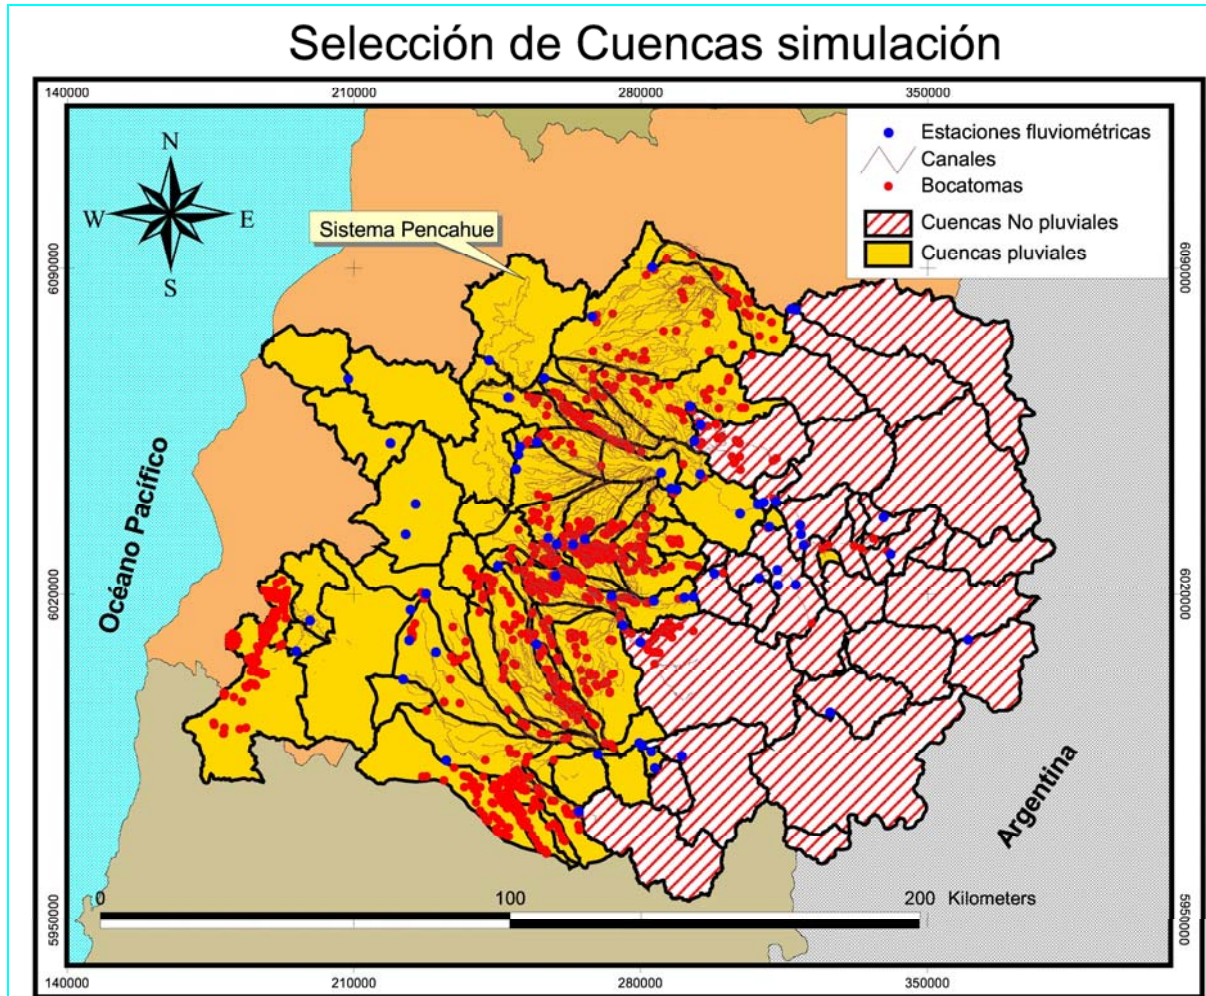 Selección de Cuencas simulación
140000
210000
280000
350000
N
W
E
S
Estaciones fluviométricas
Canales
Bocatomas
Cuencas No pluviales
Cuencas pluviales
Sistema Pencahue
6090000
6090000
Océano Pacífico
6020000
6020000
Argentina
0
100
200 Kilometers
5950000
5950000
140000
210000
280000
350000